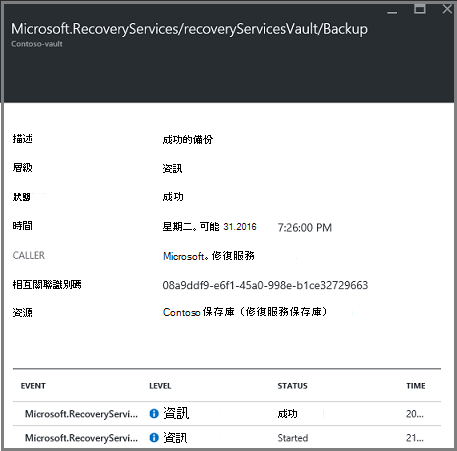 Microsoft.RecoveryServices/recoveryServicesVault/Backup
Contoso-vault
描述 成功的備份
層級 資訊
狀態 成功
時間 星期二。可能 31.2016 7:26:00 PM
CALLER Microsoft。修復服務
相互關聯識別碼 08a9ddf9-e6f1-45a0-998e-b1ce32729663
資源 Contoso 保存庫（修復服務保存庫）
EVENT LEVEL STATUS TIME
Microsoft.RecoveryServi... 資訊 成功 20...
Microsoft.RecoveryServi... 資訊 Started 21...